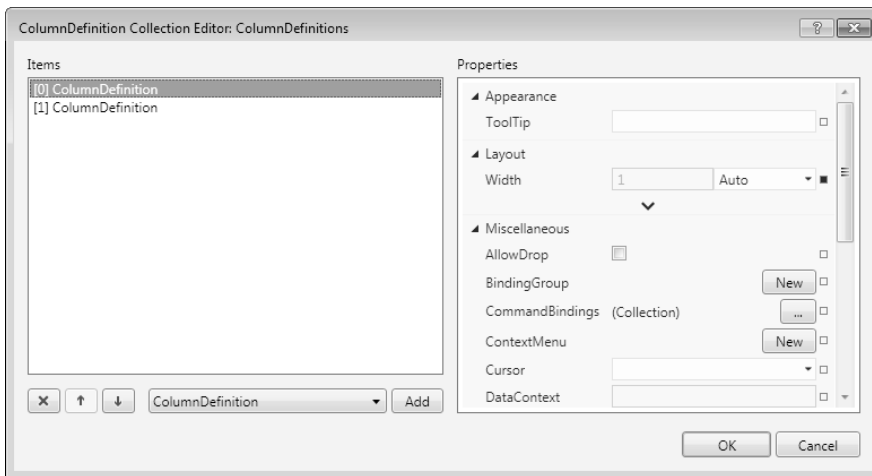 ColumnDefinition Collection Editor: ColumnDefinitions
Items
[0] ColumnDefinition
[1] ColumnDefinition
ColumnDefinition
Add
Properties
Appearance
ToolTip
Layout
Width 1 Auto
Miscellaneous
AllowDrop
BindingGroup New
CommandBindings (Collection) ...
ContextMenu New
Cursor
DataContext
OK Cancel